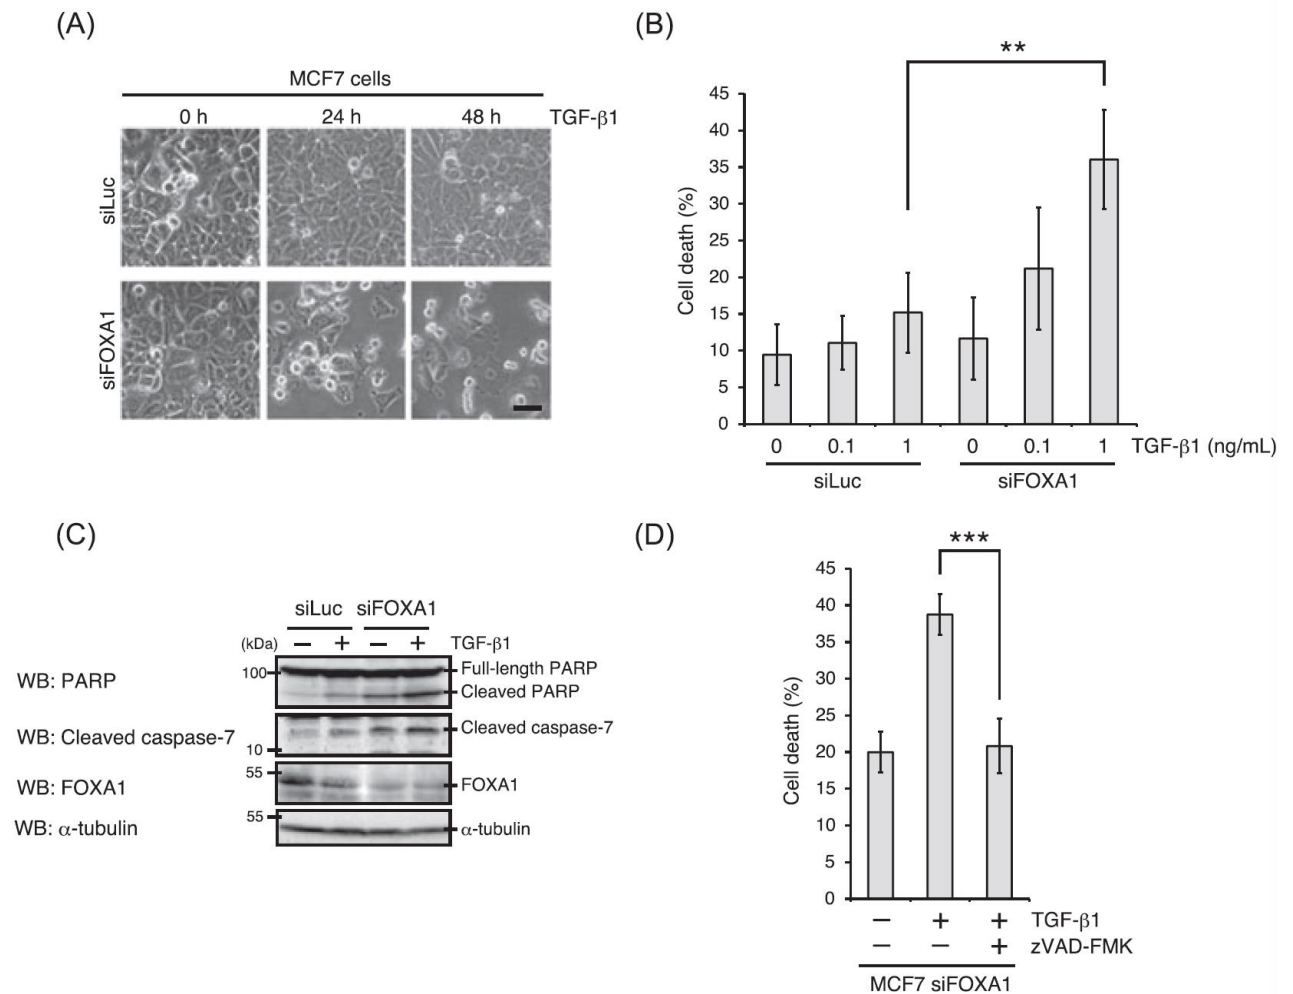 (A)
MCF7 cells
0 h 24 h 48 h TGF-β1
siLuc
siFOXA1
(B)
**
45
40
35
30
25
20
15
10
5
0
Cell death (%)
0 0.1 1 0 0.1 1 TGF-β1 (ng/mL)
siLuc siFOXA1
(C)
siLuc siFOXA1
(kDa) − + − + TGF-β1
WB: PARP
100
Full-length PARP
Cleaved PARP
WB: Cleaved caspase-7
10
Cleaved caspase-7
WB: FOXA1
55
FOXA1
WB: α-tubulin
55
α-tubulin
(D)
***
45
40
35
30
25
20
15
10
5
0
Cell death (%)
− + + TGF-β1
− − + zVAD-FMK
MCF7 siFOXA1